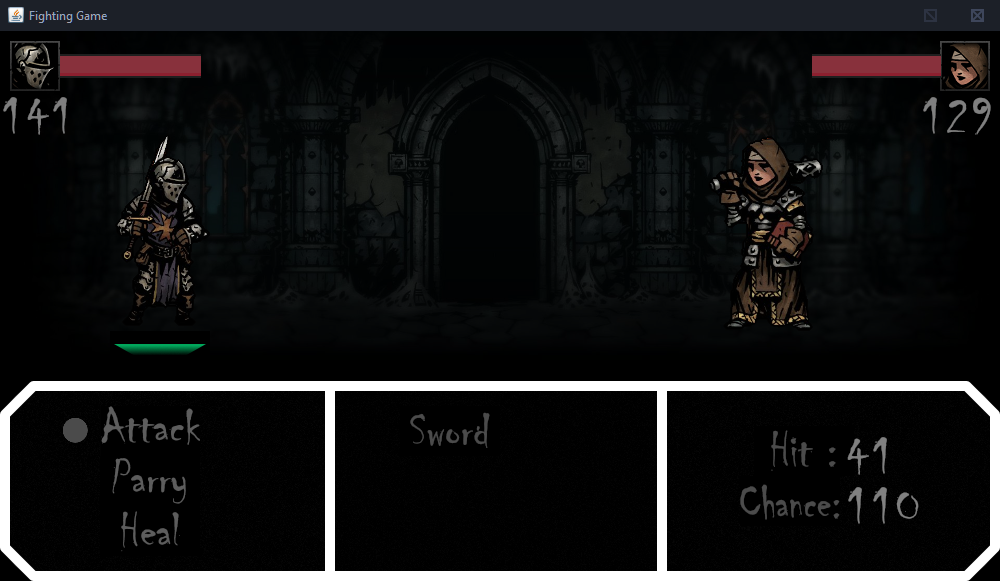 Fighting Game
141
129
Attack
Parry
Heal
Sword
Hit : 41
Chance: 110